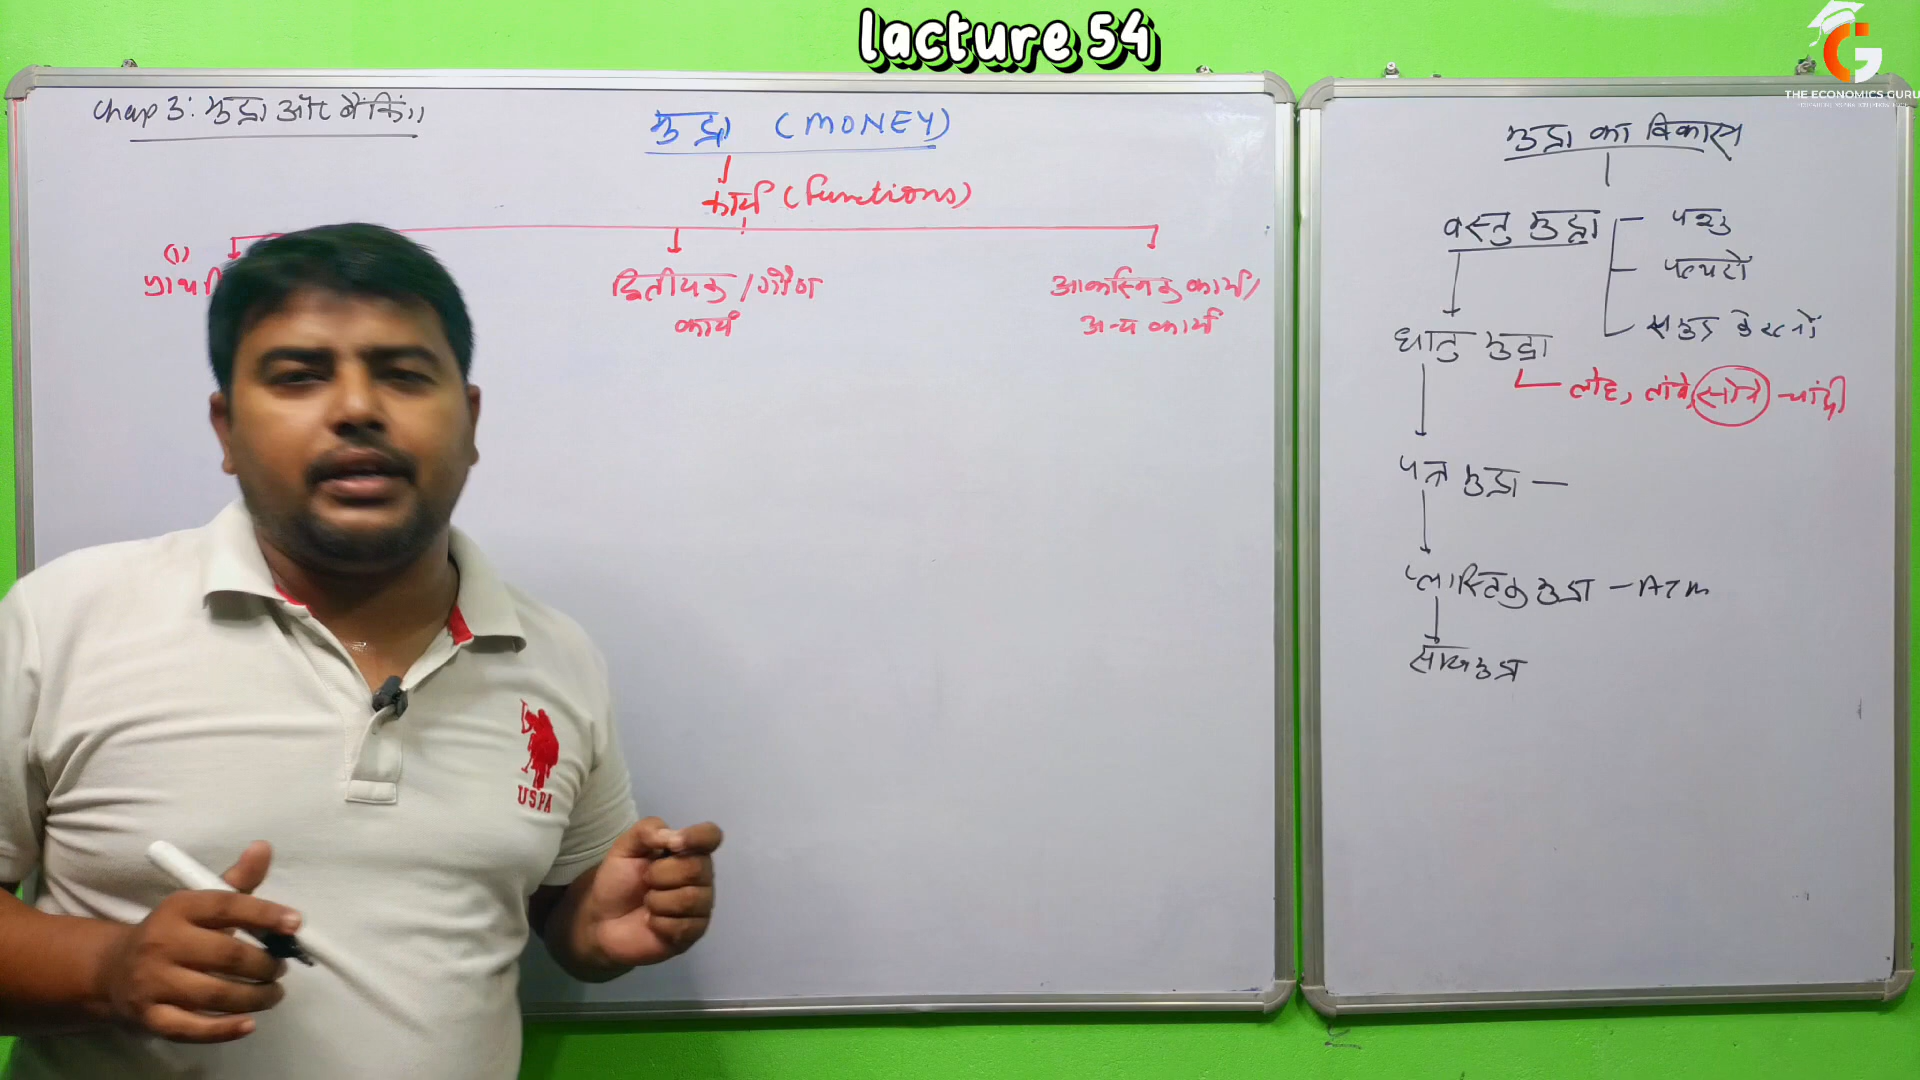 lacture 54
THE ECONOMICS GURU
Chap 3: मुद्रा और बैंकिंग
मुद्रा (MONEY)
कार्य (functions)
(1)
द्वितीयक / गौण
कार्य
आकस्मिक कार्य/
अन्य कार्य
मुद्रा का विकास
वस्तु मुद्रा
पशु
पत्थरों
धातु मुद्रा
लोहे, तांबे, सोने चांदी
पत्र मुद्रा —
प्लास्टिक मुद्रा — ATM
साख मुद्रा
USPA